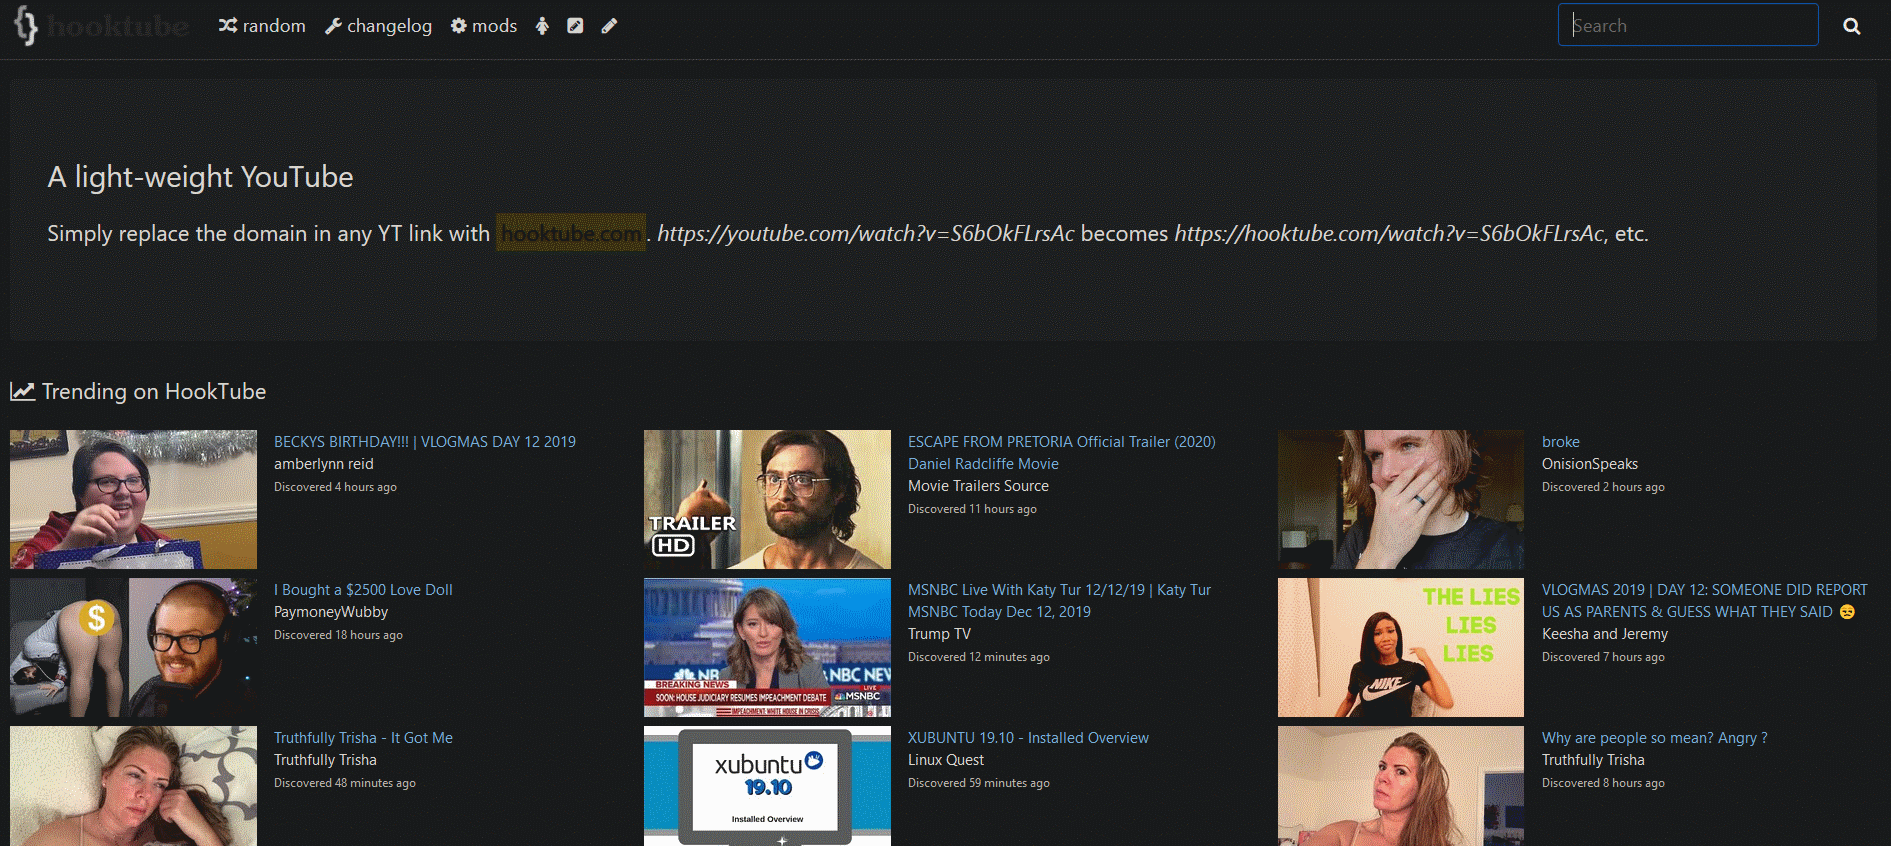 {} hooktube random changelog mods Search
A light-weight YouTube
Simply replace the domain in any YT link with hooktube.com. https://youtube.com/watch?v=S6bOkFLrsAc becomes https://hooktube.com/watch?v=S6bOkFLrsAc, etc.
Trending on HookTube
BECKYS BIRTHDAY!!! | VLOGMAS DAY 12 2019
amberlynn reid
Discovered 4 hours ago
TRAILER
HD
ESCAPE FROM PRETORIA Official Trailer (2020)
Daniel Radcliffe Movie
Movie Trailers Source
Discovered 11 hours ago
broke
OnisionSpeaks
Discovered 2 hours ago
$
I Bought a $2500 Love Doll
PaymoneyWubby
Discovered 18 hours ago
NBC NEW
BREAKING NEWS
LIVE
SOON: HOUSE JUDICIARY RESUMES IMPEACHMENT DEBATE
MSNBC
IMPEACHMENT: WHITE HOUSE IN CRISIS
MSNBC Live With Katy Tur 12/12/19 | Katy Tur
MSNBC Today Dec 12, 2019
Trump TV
Discovered 12 minutes ago
THE LIES
LIES
LIES
NIKE
VLOGMAS 2019 | DAY 12: SOMEONE DID REPORT
US AS PARENTS & GUESS WHAT THEY SAID 😒
Keesha and Jeremy
Discovered 7 hours ago
Truthfully Trisha - It Got Me
Truthfully Trisha
Discovered 48 minutes ago
xubuntu
19.10
Installed Overview
XUBUNTU 19.10 - Installed Overview
Linux Quest
Discovered 59 minutes ago
Why are people so mean? Angry ?
Truthfully Trisha
Discovered 8 hours ago